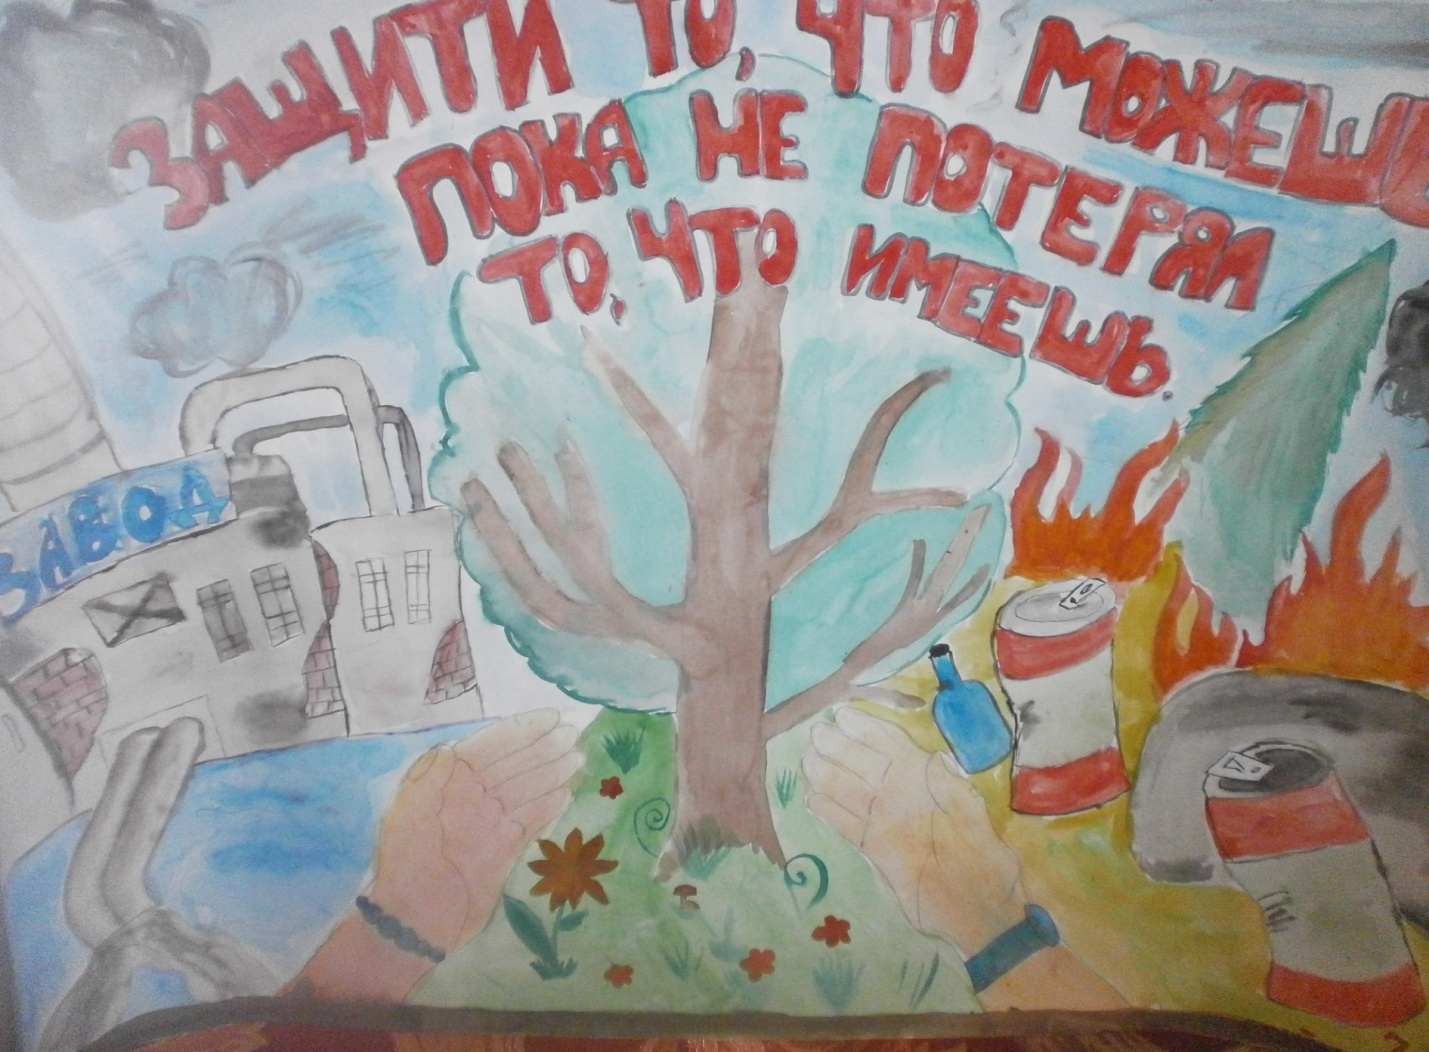 ЗАЩИТИ ТО, ЧТО МОЖЕШЬ
ПОКА НЕ ПОТЕРЯЛ
ТО, ЧТО ИМЕЕШЬ.
ЗАВОД